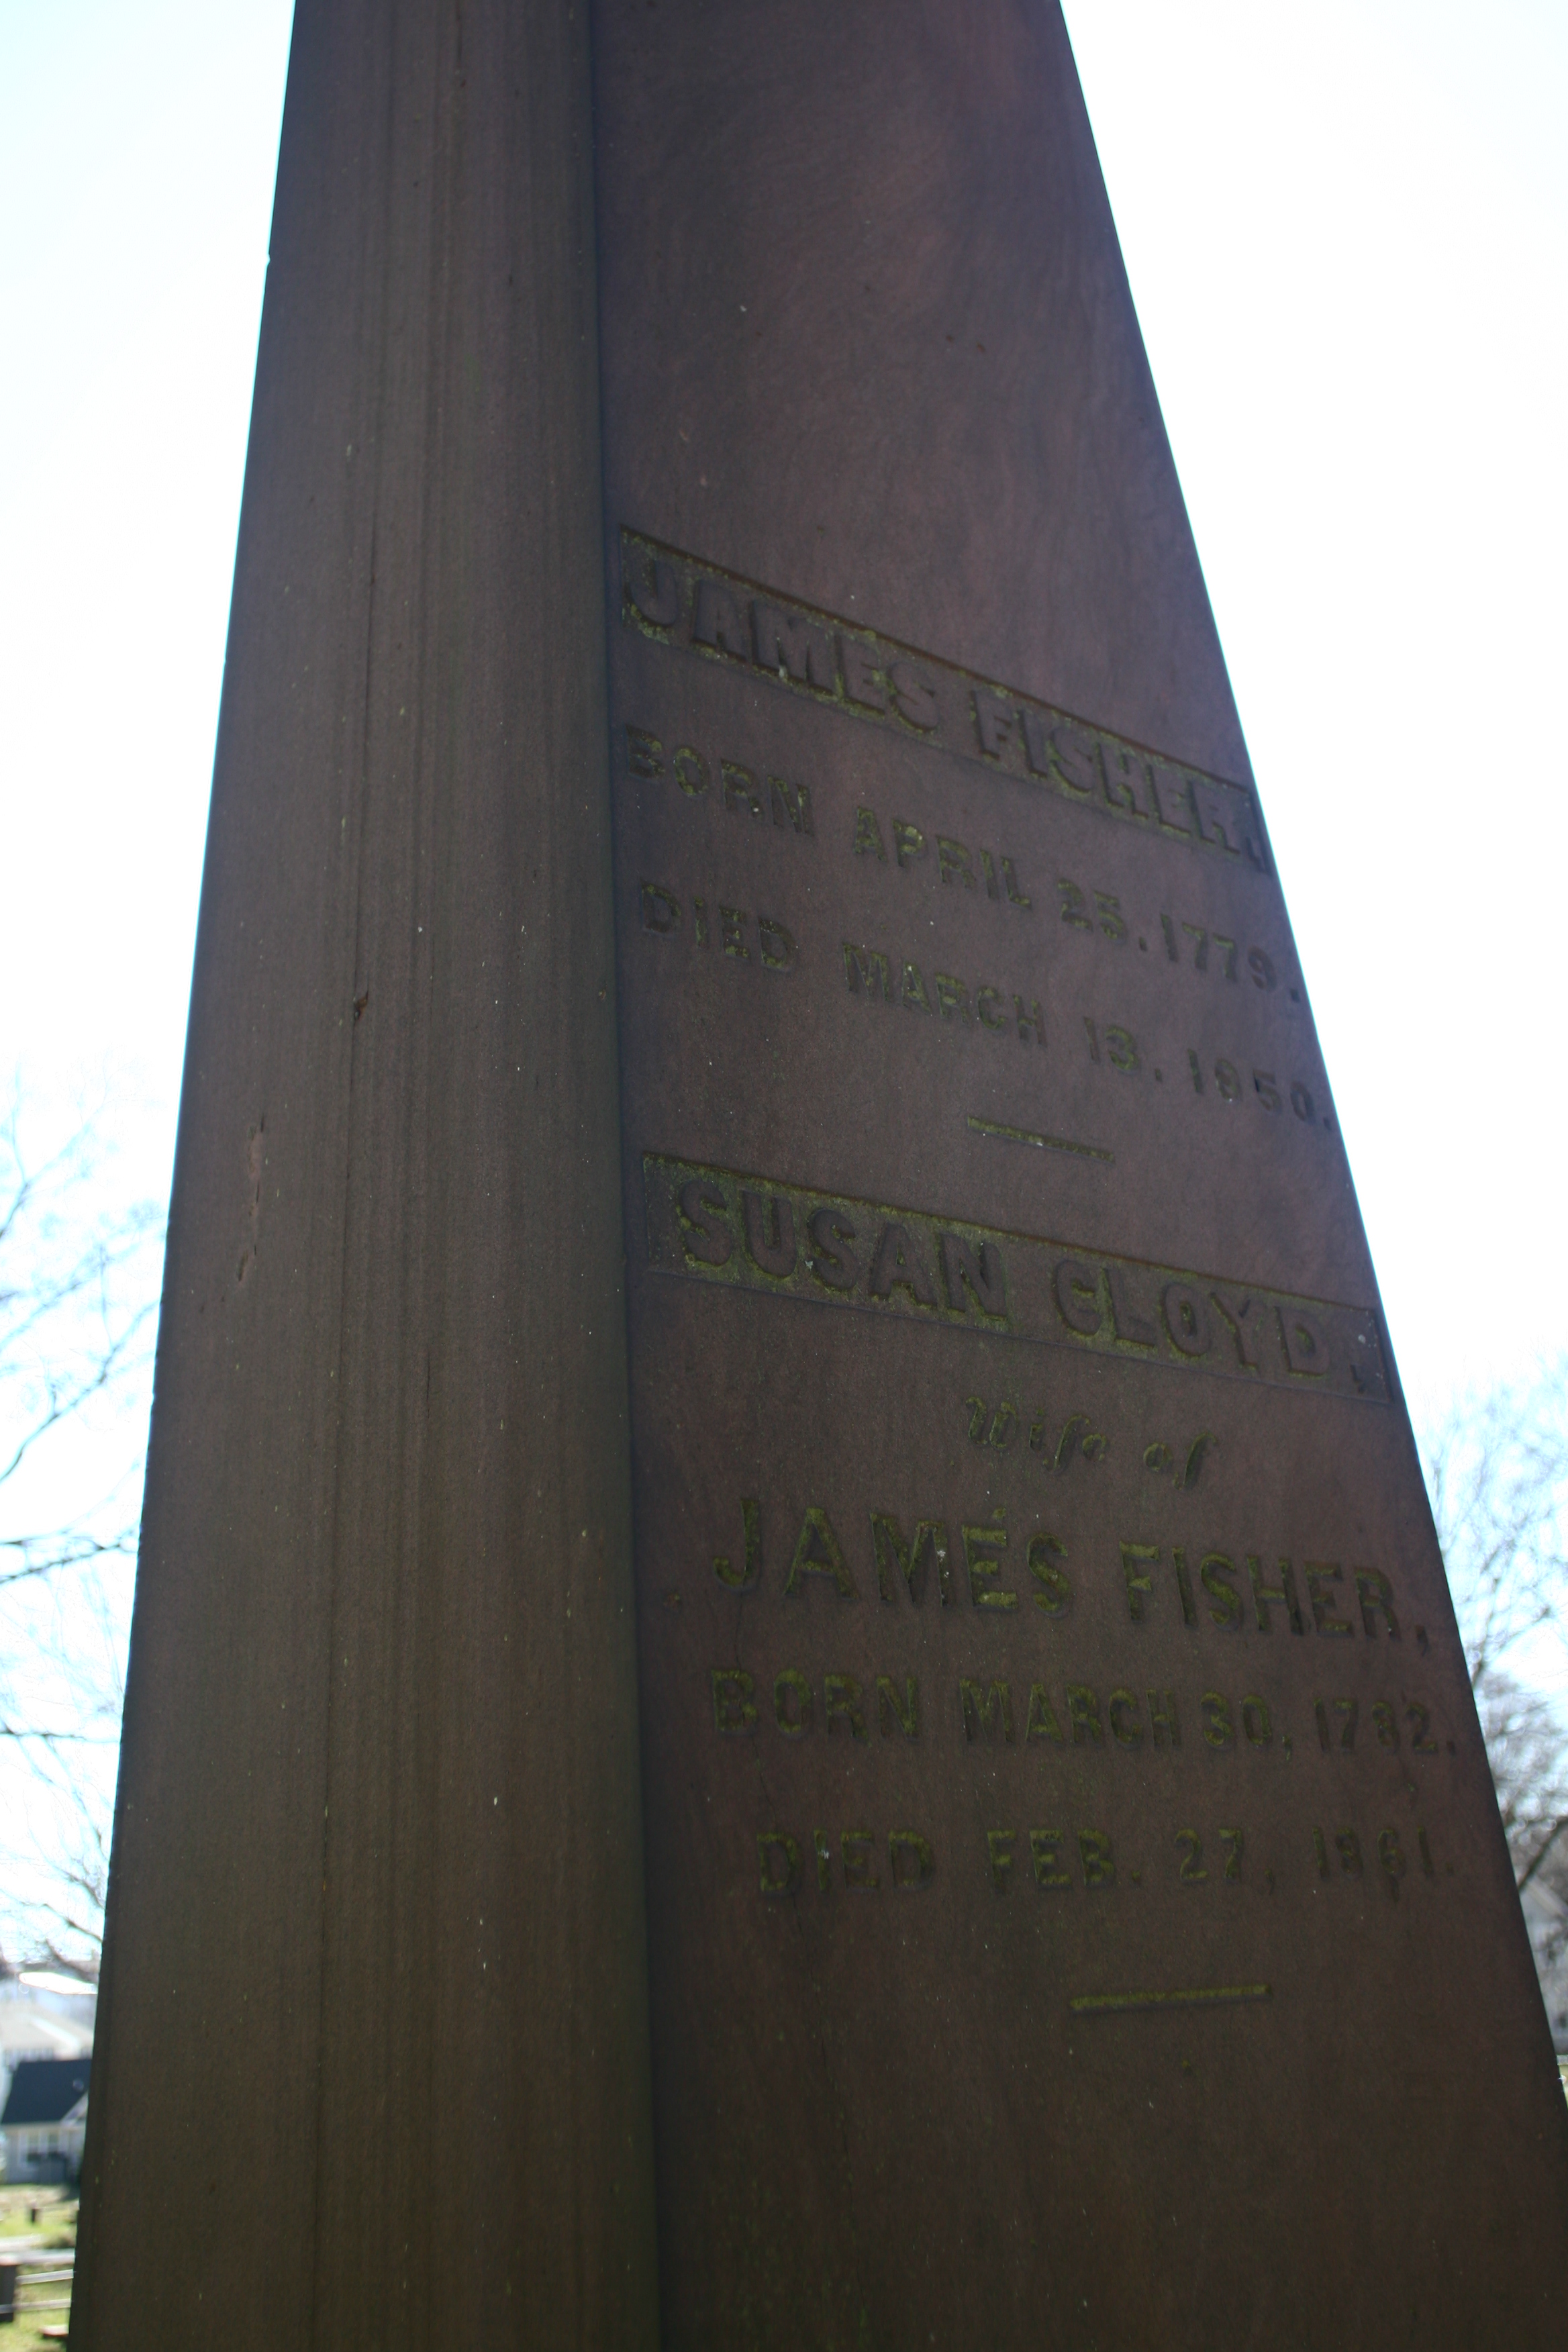 JAMES FISHER.
BORN APRIL 25. 1779.
DIED MARCH 13. 1850.
SUSAN CLOYD,
Wife of
JAMES FISHER,
BORN MARCH 30, 1782.
DIED FEB. 27, 1861.